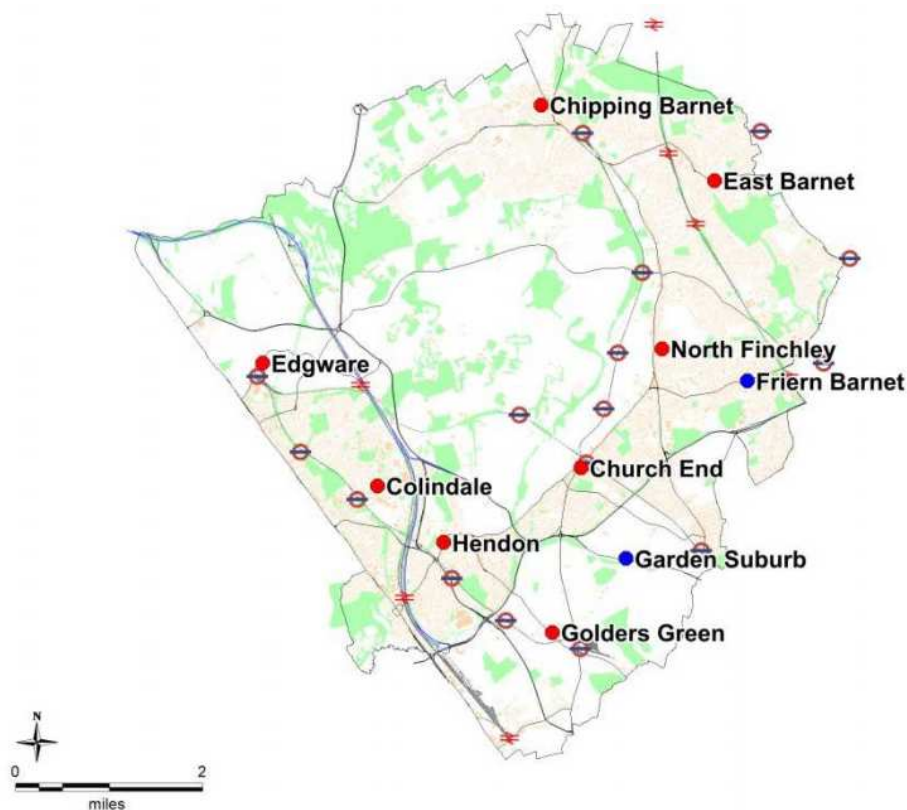 Chipping Barnet
East Barnet
North Finchley
Edgware
Friern Barnet
Church End
Colindale
Hendon
Garden Suburb
Golders Green
N
0 2
miles